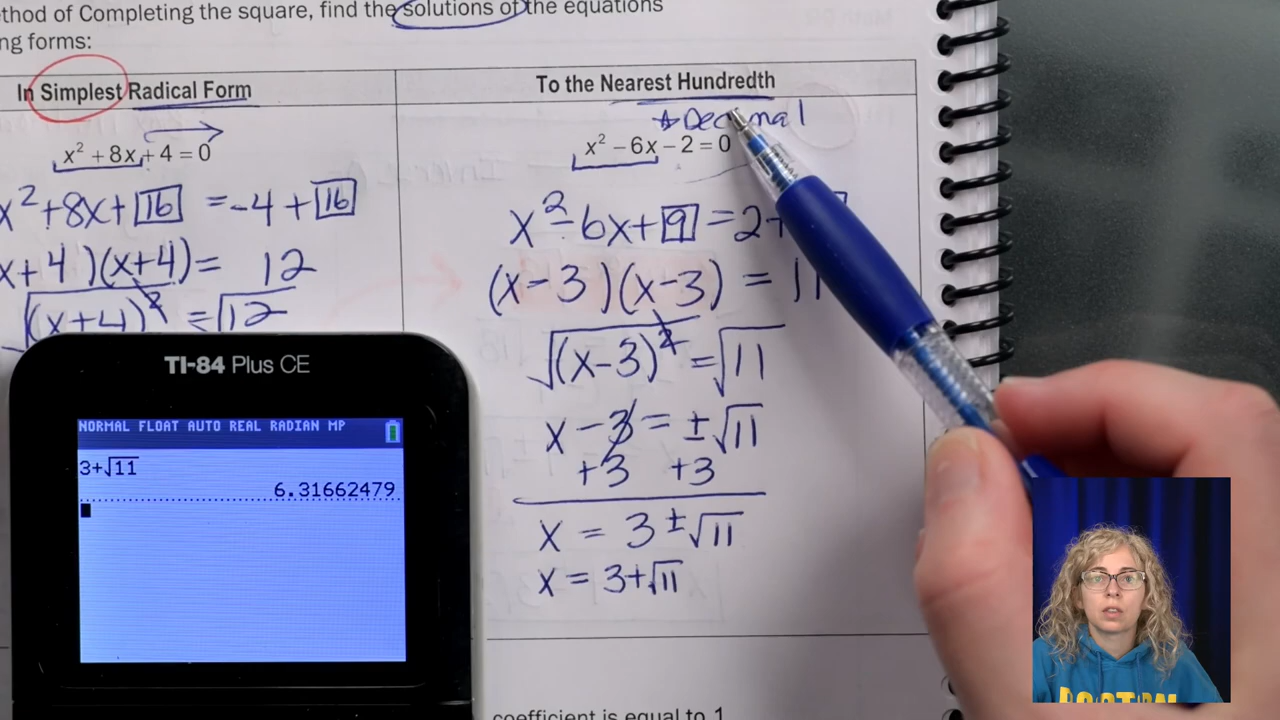 ethod of Completing the square, find the solutions of the equations
ng forms:
In Simplest Radical Form
x² + 8x + 4 = 0
x² + 8x + 16 = -4 + 16
x + 4)(x + 4) = 12
√(x + 4)² = √12
To the Nearest Hundredth
* Decimal
x² − 6x − 2 = 0
x² - 6x + 9 = 2 +
(x - 3)(x - 3) = 11
√(x - 3)² = √11
x - 3 = ± √11
+3 +3
x = 3 ± √11
x = 3 + √11
coefficient is equal to 1
TI-84 Plus CE
NORMAL FLOAT AUTO REAL RADIAN MP
3+√11
6.31662479